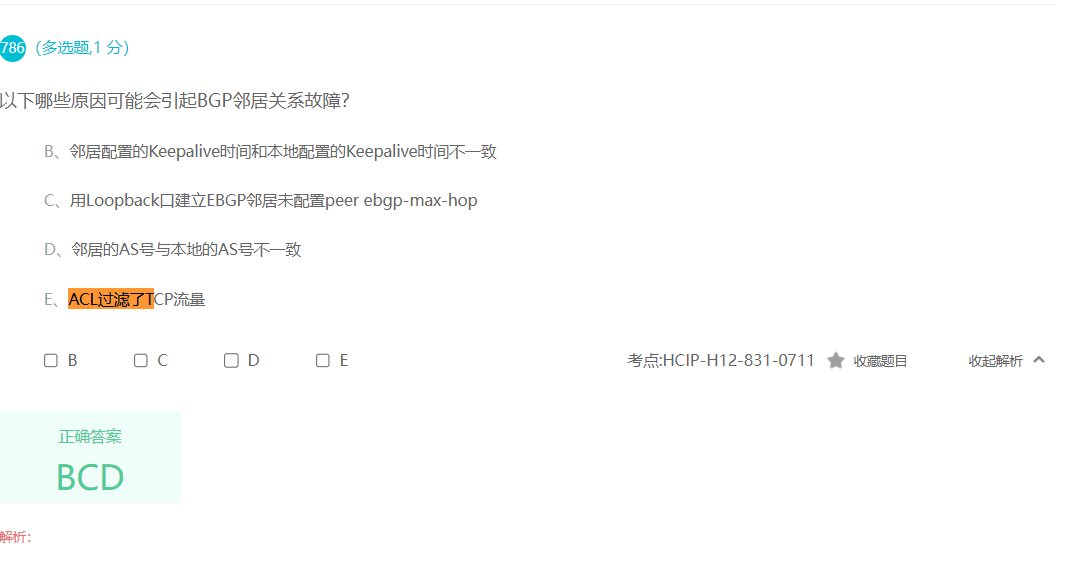 786 (多选题,1 分)
以下哪些原因可能会引起BGP邻居关系故障?
B、邻居配置的Keepalive时间和本地配置的Keepalive时间不一致
C、用Loopback口建立EBGP邻居未配置peer ebgp-max-hop
D、邻居的AS号与本地的AS号不一致
E、ACL过滤了TCP流量
B C D E 考点:HCIP-H12-831-0711 收藏题目 收起解析
正确答案
BCD
解析: